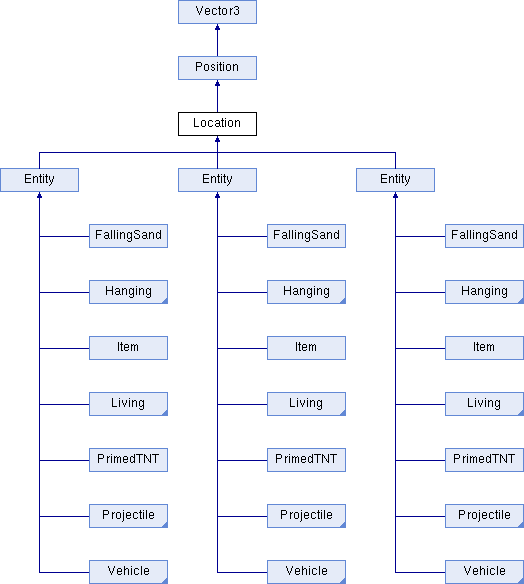 Vector3
Position
Location
Entity
Entity
Entity
FallingSand
FallingSand
FallingSand
Hanging
Hanging
Hanging
Item
Item
Item
Living
Living
Living
PrimedTNT
PrimedTNT
PrimedTNT
Projectile
Projectile
Projectile
Vehicle
Vehicle
Vehicle